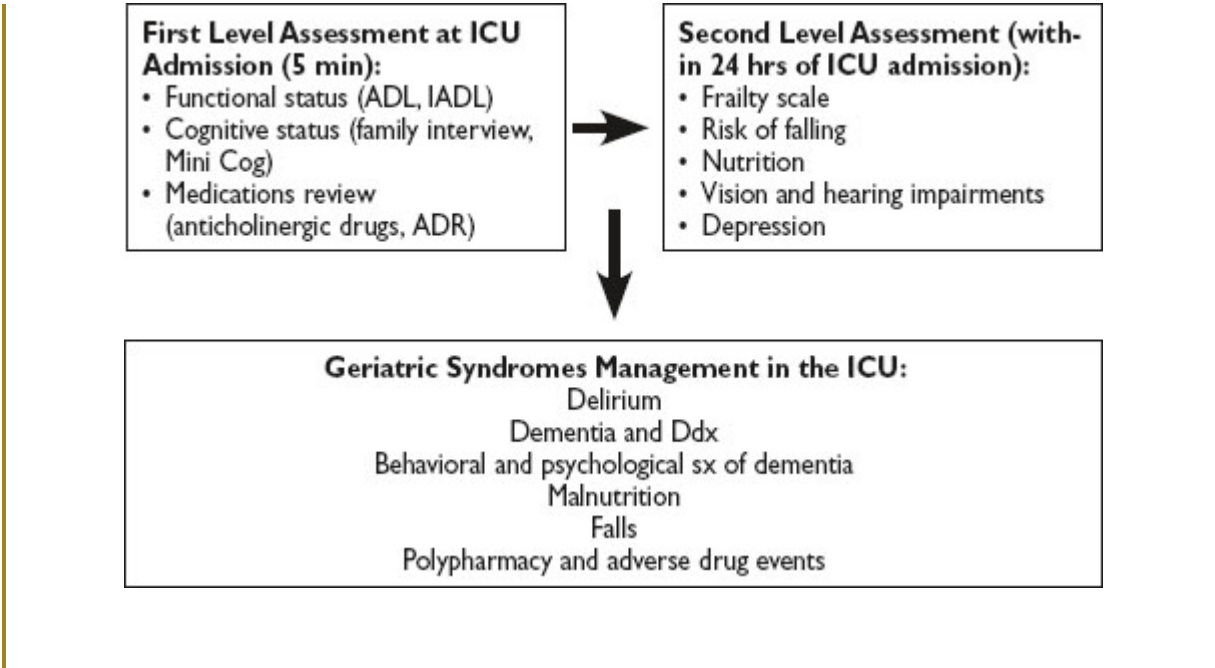 First Level Assessment at ICU
Admission (5 min):
• Functional status (ADL, IADL)
• Cognitive status (family interview,
Mini Cog)
• Medications review
(anticholinergic drugs, ADR)
Second Level Assessment (with-
in 24 hrs of ICU admission):
• Frailty scale
• Risk of falling
• Nutrition
• Vision and hearing impairments
• Depression
Geriatric Syndromes Management in the ICU:
Delirium
Dementia and Ddx
Behavioral and psychological sx of dementia
Malnutrition
Falls
Polypharmacy and adverse drug events